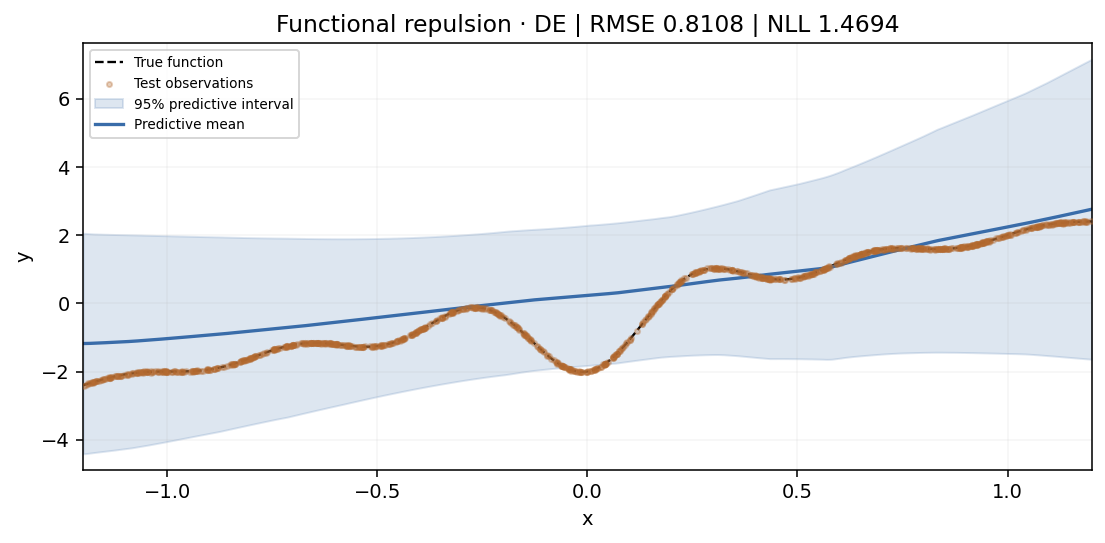 Functional repulsion · DE | RMSE 0.8108 | NLL 1.4694
True function
Test observations
95% predictive interval
Predictive mean
6
4
2
0
−2
−4
y
−1.0
−0.5
0.0
0.5
1.0
x